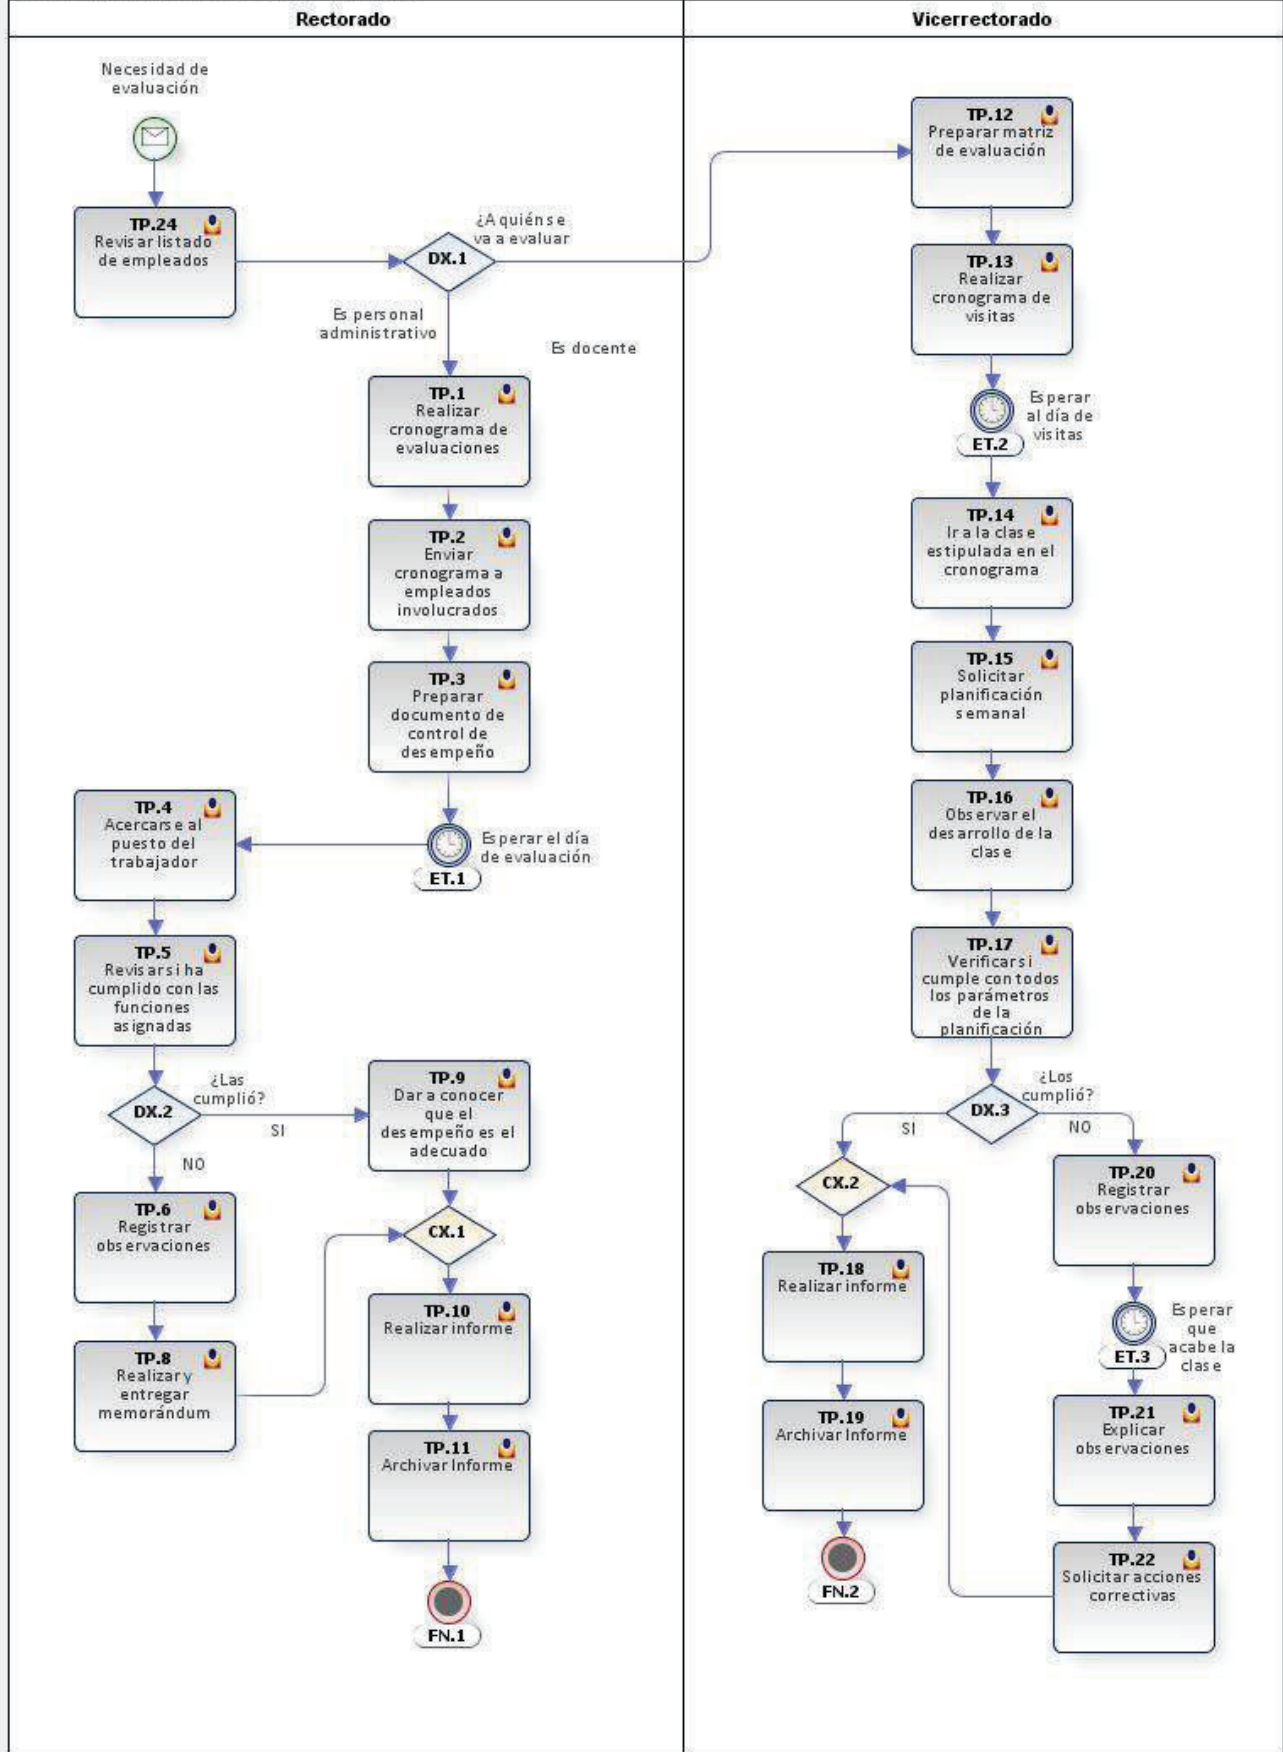 Rectorado
Vicerrectorado
Necesidad de
evaluación
TP.24
Revisar listado
de empleados
DX.1
¿A quién se
va a evaluar
Es personal
administrativo
Es docente
TP.1
Realizar
cronograma de
evaluaciones
TP.2
Enviar
cronograma a
empleados
involucrados
TP.3
Preparar
documento de
control de
desempeño
Esperar el día
de evaluación
ET.1
TP.4
Acercarse al
puesto del
trabajador
TP.5
Revisar si ha
cumplido con las
funciones
asignadas
¿Las
cumplió?
DX.2
SI
NO
TP.9
Dar a conocer
que el
desempeño es el
adecuado
TP.6
Registrar
observaciones
CX.1
TP.8
Realizar y
entregar
memorándum
TP.10
Realizar informe
TP.11
Archivar Informe
FN.1
TP.12
Preparar matriz
de evaluación
TP.13
Realizar
cronograma de
visitas
Esperar
al día de
visitas
ET.2
TP.14
Ir a la clase
estipulada en el
cronograma
TP.15
Solicitar
planificación
semanal
TP.16
Observar el
desarrollo de la
clase
TP.17
Verificar si
cumple con todos
los parámetros
de la
planificación
¿Los
cumplió?
DX.3
SI
NO
CX.2
TP.20
Registrar
observaciones
TP.18
Realizar informe
Esperar
que
acabe la
clase
ET.3
TP.19
Archivar Informe
TP.21
Explicar
observaciones
FN.2
TP.22
Solicitar acciones
correctivas